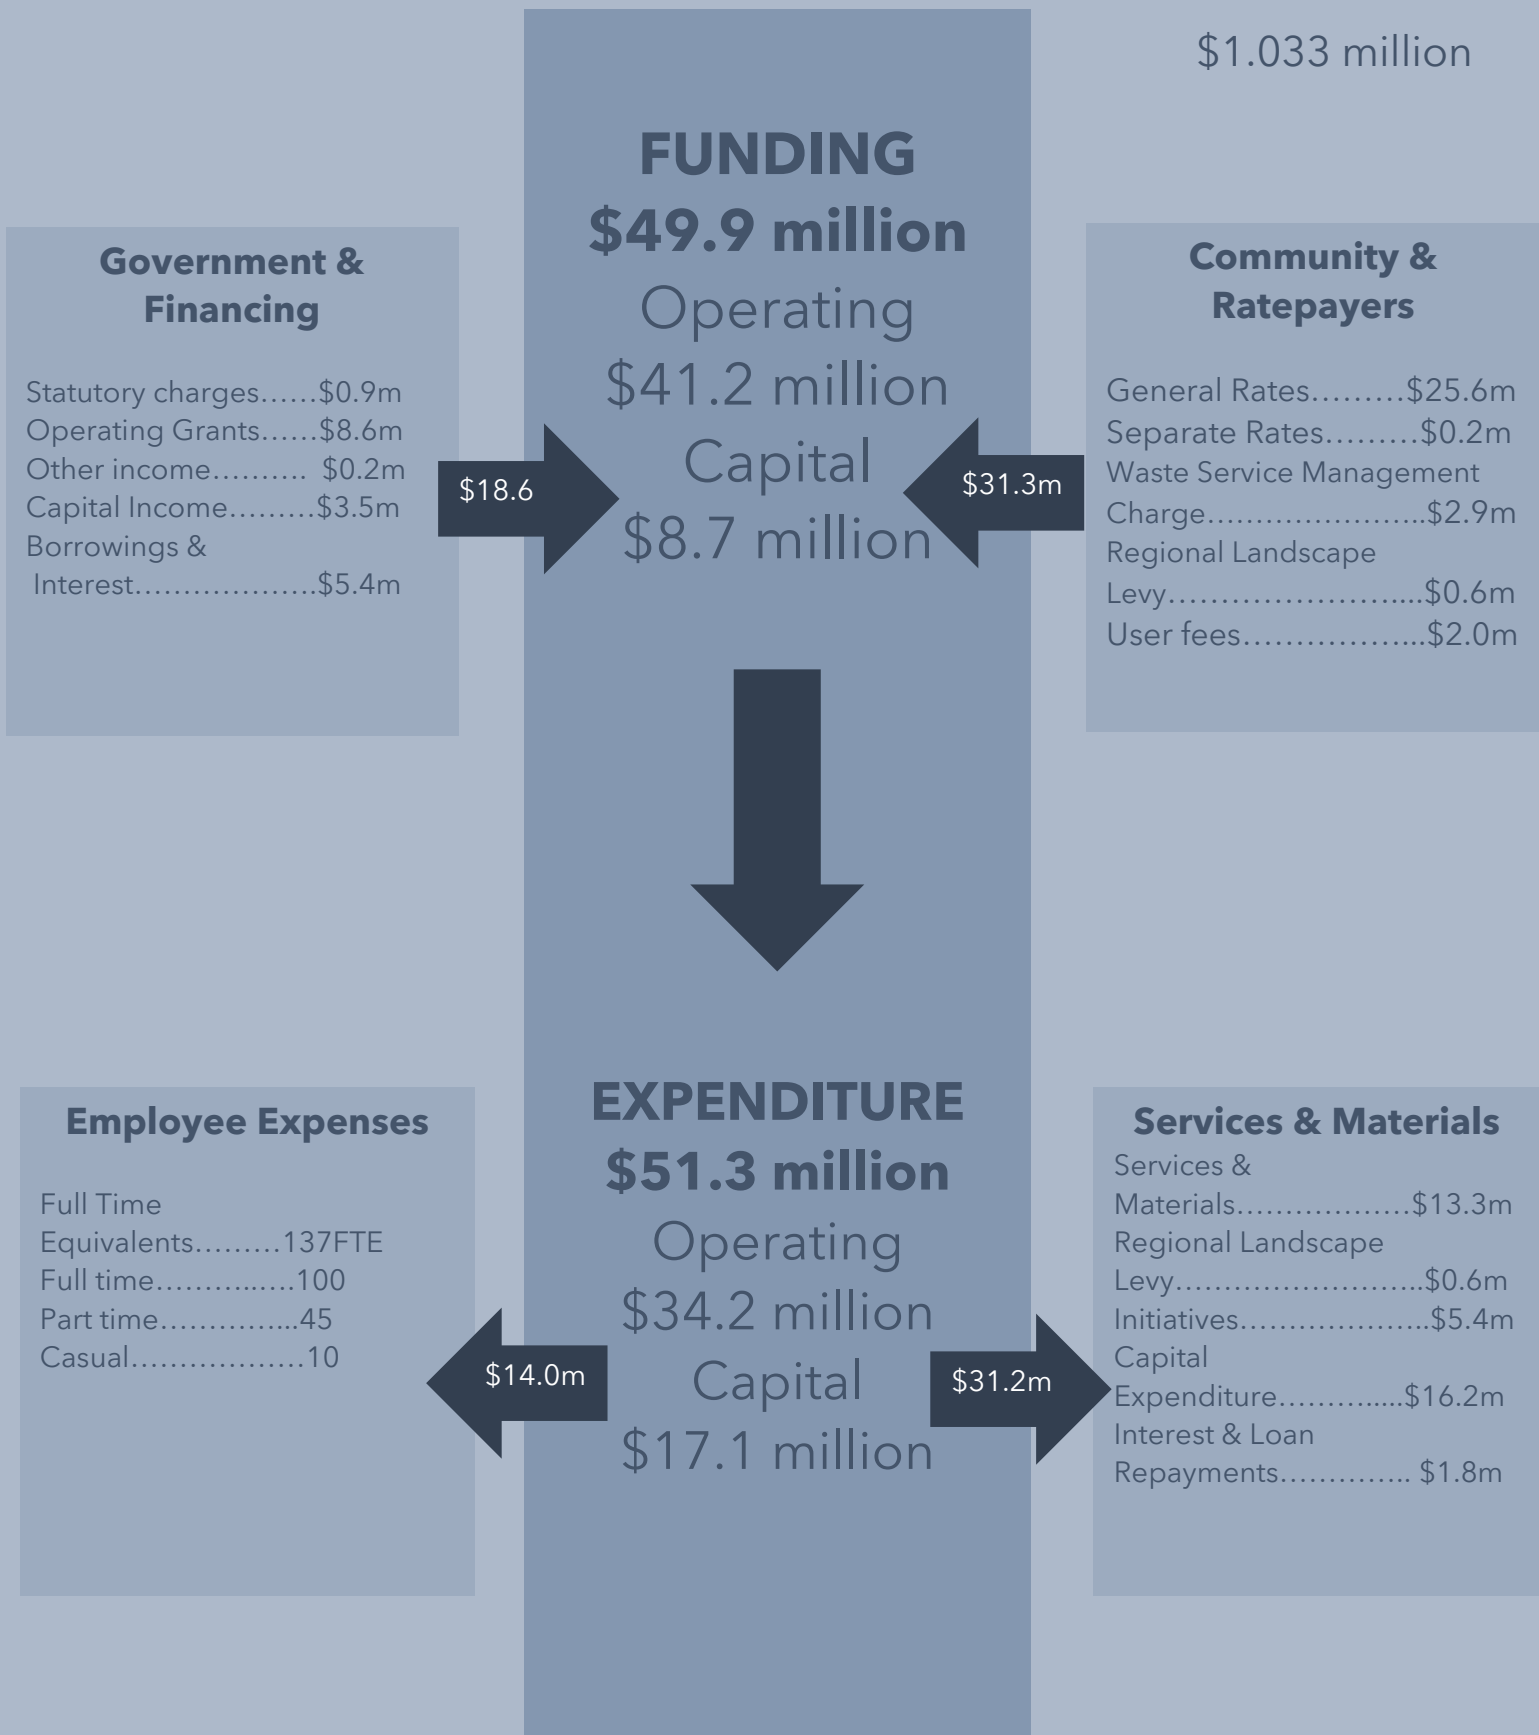 $1.033 million
FUNDING
$49.9 million
Operating
$41.2 million
Capital
$8.7 million
Government &
Financing
Statutory charges……$0.9m
Operating Grants……$8.6m
Other income………. $0.2m
Capital Income………$3.5m
Borrowings &
Interest……………….$5.4m
$18.6
$31.3m
Community &
Ratepayers
General Rates………$25.6m
Separate Rates………$0.2m
Waste Service Management
Charge…………………..$2.9m
Regional Landscape
Levy…………………....$0.6m
User fees……………...$2.0m
EXPENDITURE
$51.3 million
Operating
$34.2 million
Capital
$17.1 million
Employee Expenses
Full Time
Equivalents………137FTE
Full time………..….100
Part time…………...45
Casual………………10
$14.0m
$31.2m
Services & Materials
Services &
Materials………………$13.3m
Regional Landscape
Levy……………………..$0.6m
Initiatives………………..$5.4m
Capital
Expenditure……….....$16.2m
Interest & Loan
Repayments………….. $1.8m